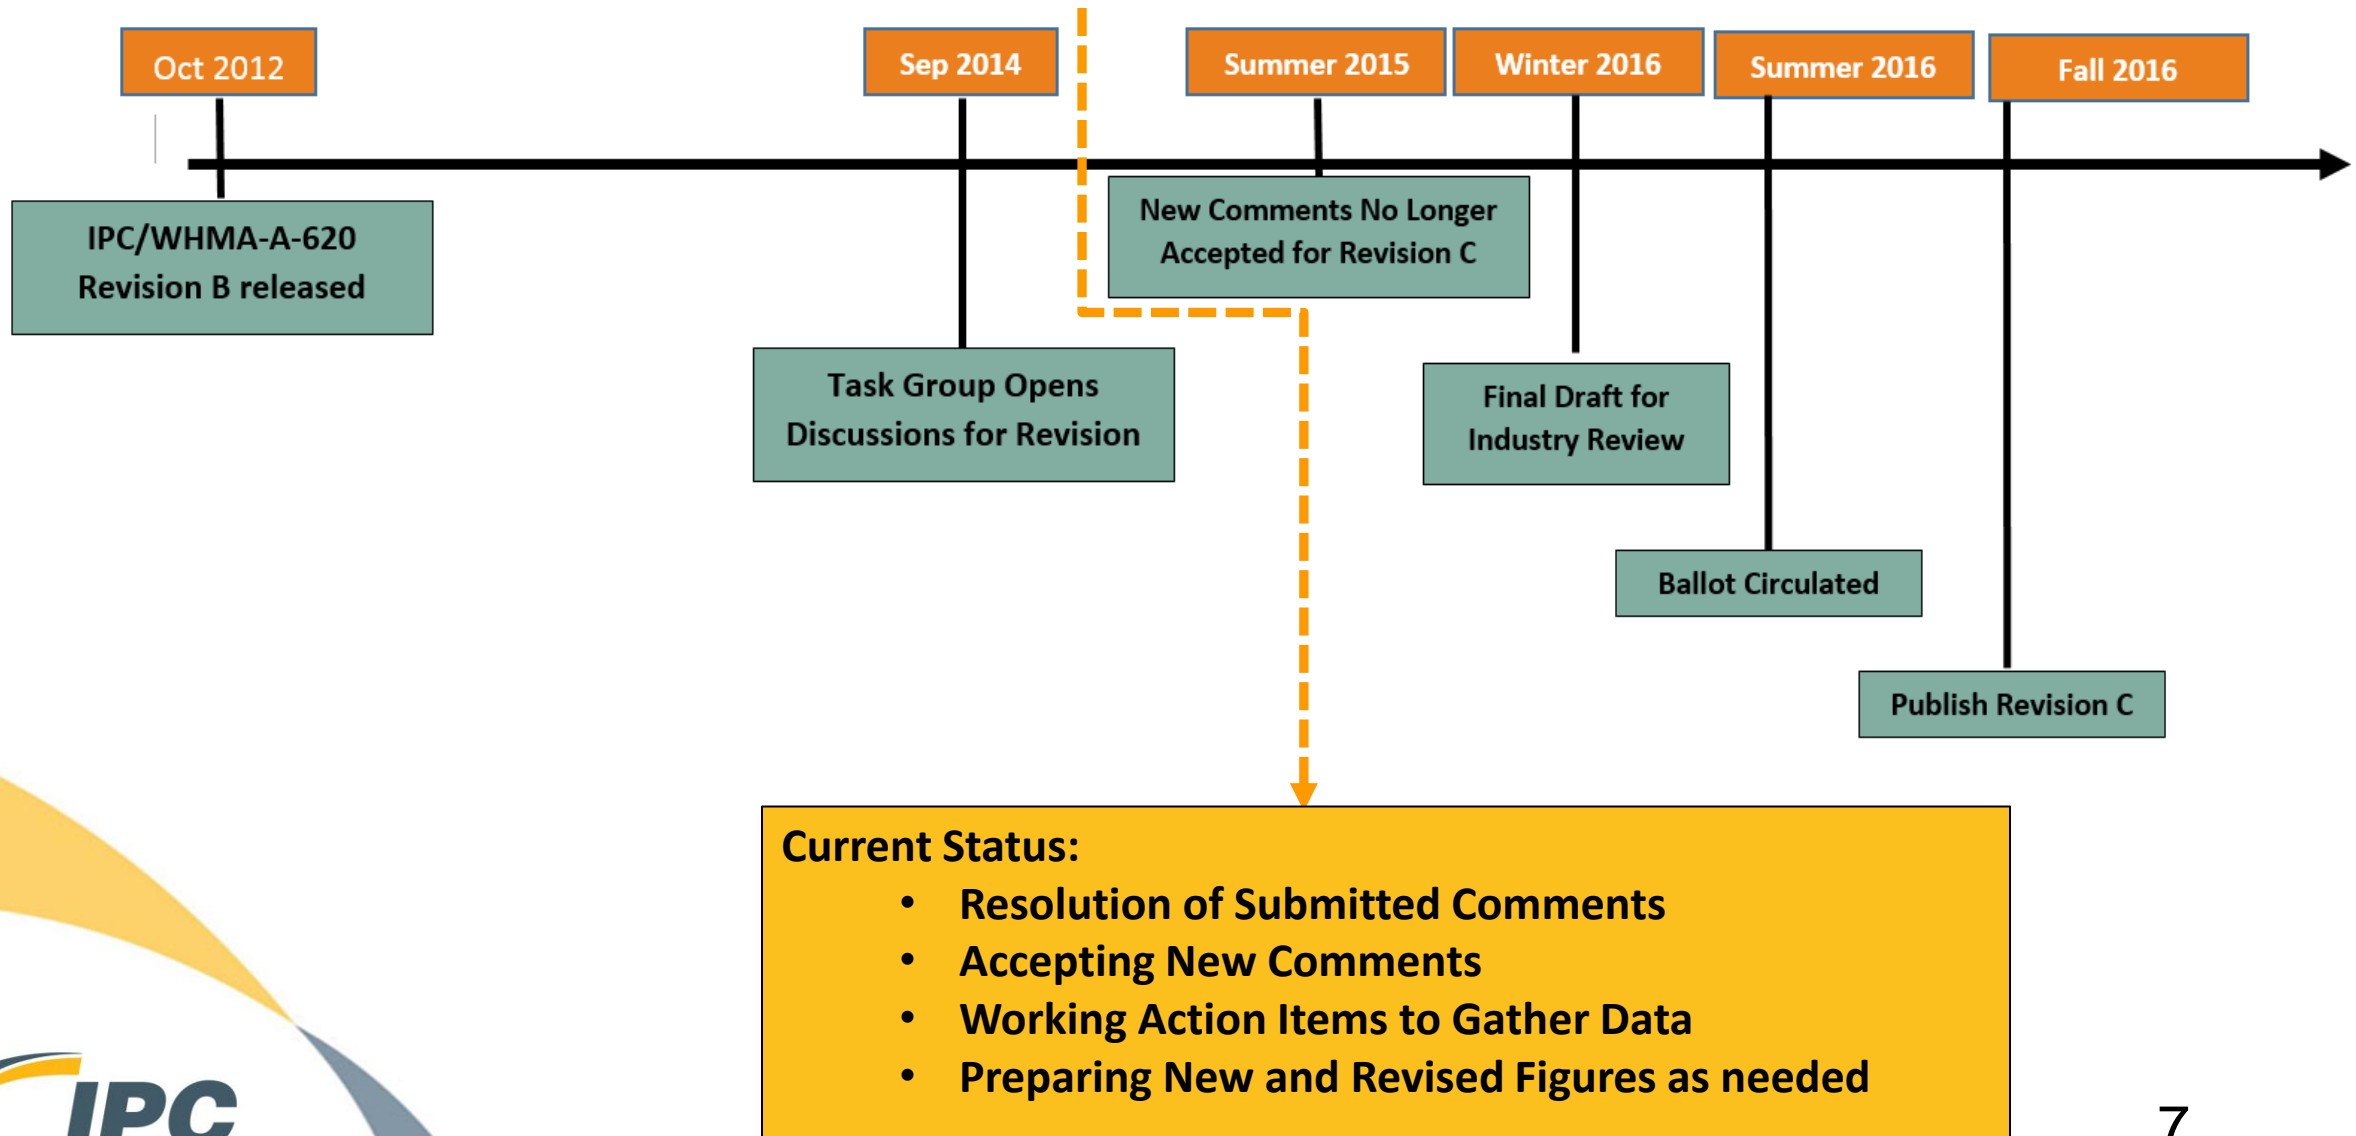 Oct 2012
Sep 2014
Summer 2015
Winter 2016
Summer 2016
Fall 2016
IPC/WHMA-A-620
Revision B released
New Comments No Longer
Accepted for Revision C
Task Group Opens
Discussions for Revision
Final Draft for
Industry Review
Ballot Circulated
Publish Revision C
Current Status:
• Resolution of Submitted Comments
• Accepting New Comments
• Working Action Items to Gather Data
• Preparing New and Revised Figures as needed
IPC
7